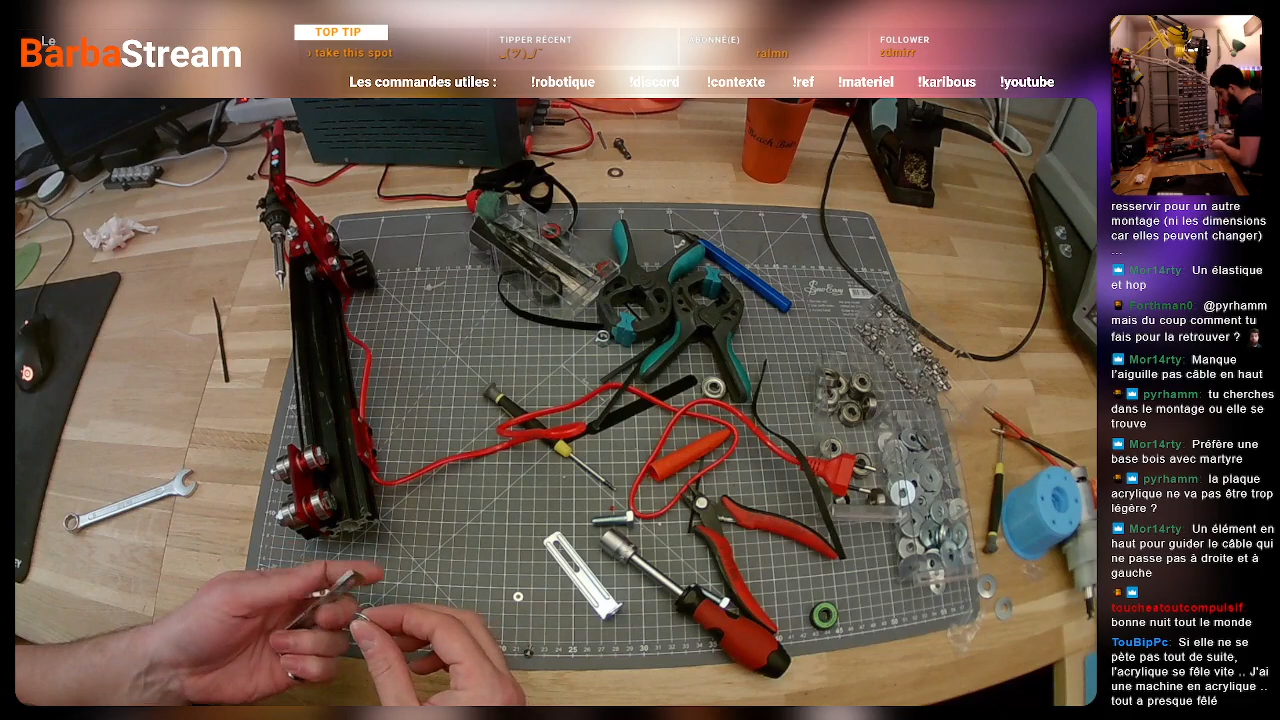 Le
BarbaStream
TOP TIP
› take this spot
TIPPER RÉCENT
¯\_(ツ)_/¯
ABONNÉ(E)
ralmn
FOLLOWER
zdmirr
Les commandes utiles : !robotique !discord !contexte !ref !materiel !karibous !youtube
resservir pour un autre
montage (ni les dimensions
car elles peuvent changer)
...
Mor14rty: Un élastique
et hop
Forthman0: @pyrhamm
mais du coup comment tu
fais pour la retrouver ?
Mor14rty: Manque
l'aiguille pas câble en haut
pyrhamm: tu cherches
dans le montage ou elle se
trouve
Mor14rty: Préfère une
base bois avec martyre
pyrhamm: la plaque
acrylique ne va pas être trop
légère ?
Mor14rty: Un élément en
haut pour guider le câble qui
ne passe pas à droite et à
gauche
toucheatoutcompulsif
bonne nuit tout le monde
TouBipPc: Si elle ne se
pète pas tout de suite,
l'acrylique se fêle vite .. J'ai
une machine en acrylique ..
tout a presque fêlé